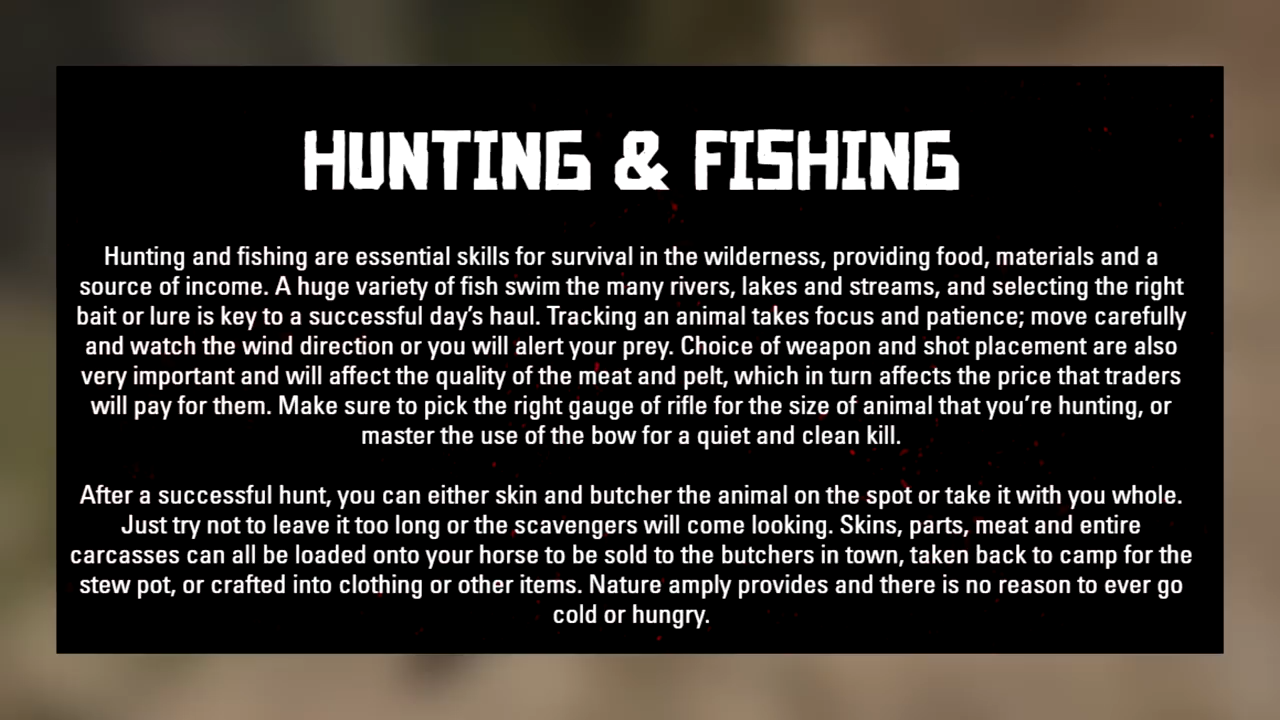 HUNTING & FISHING
Hunting and fishing are essential skills for survival in the wilderness, providing food, materials and a
source of income. A huge variety of fish swim the many rivers, lakes and streams, and selecting the right
bait or lure is key to a successful day’s haul. Tracking an animal takes focus and patience; move carefully
and watch the wind direction or you will alert your prey. Choice of weapon and shot placement are also
very important and will affect the quality of the meat and pelt, which in turn affects the price that traders
will pay for them. Make sure to pick the right gauge of rifle for the size of animal that you’re hunting, or
master the use of the bow for a quiet and clean kill.
After a successful hunt, you can either skin and butcher the animal on the spot or take it with you whole.
Just try not to leave it too long or the scavengers will come looking. Skins, parts, meat and entire
carcasses can all be loaded onto your horse to be sold to the butchers in town, taken back to camp for the
stew pot, or crafted into clothing or other items. Nature amply provides and there is no reason to ever go
cold or hungry.